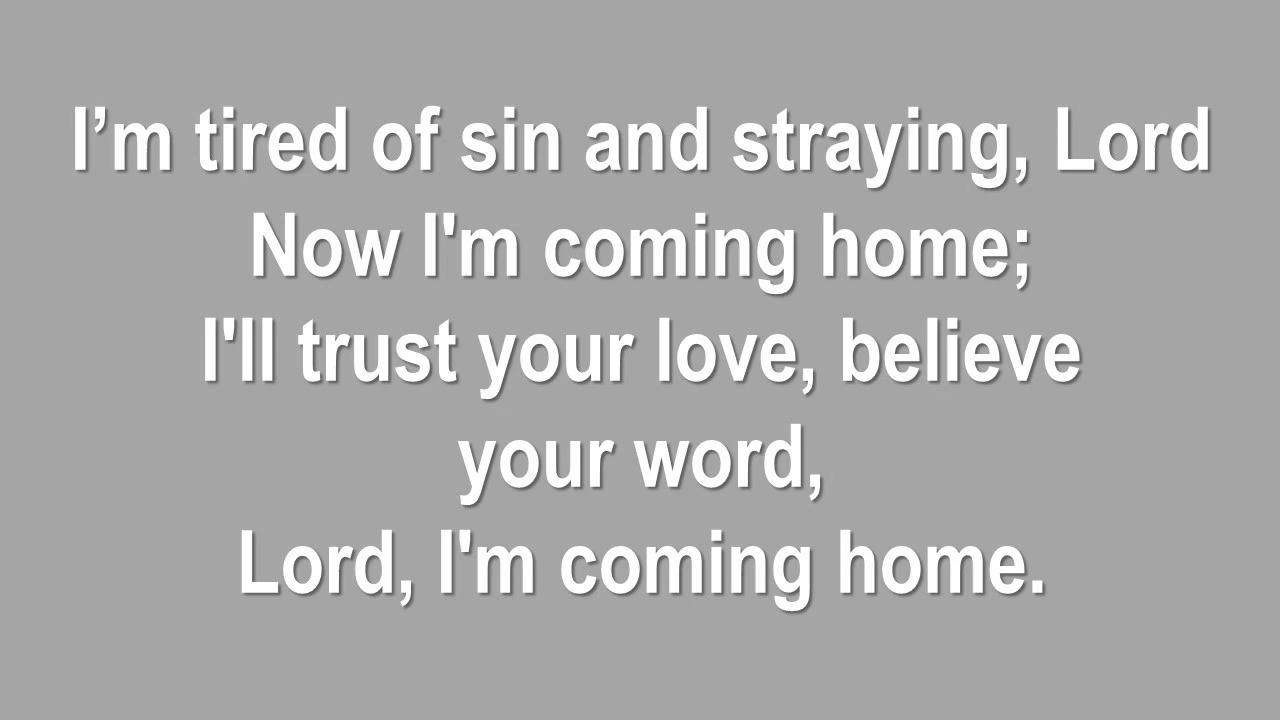 I’m tired of sin and straying, Lord
Now I'm coming home;
I'll trust your love, believe
your word,
Lord, I'm coming home.